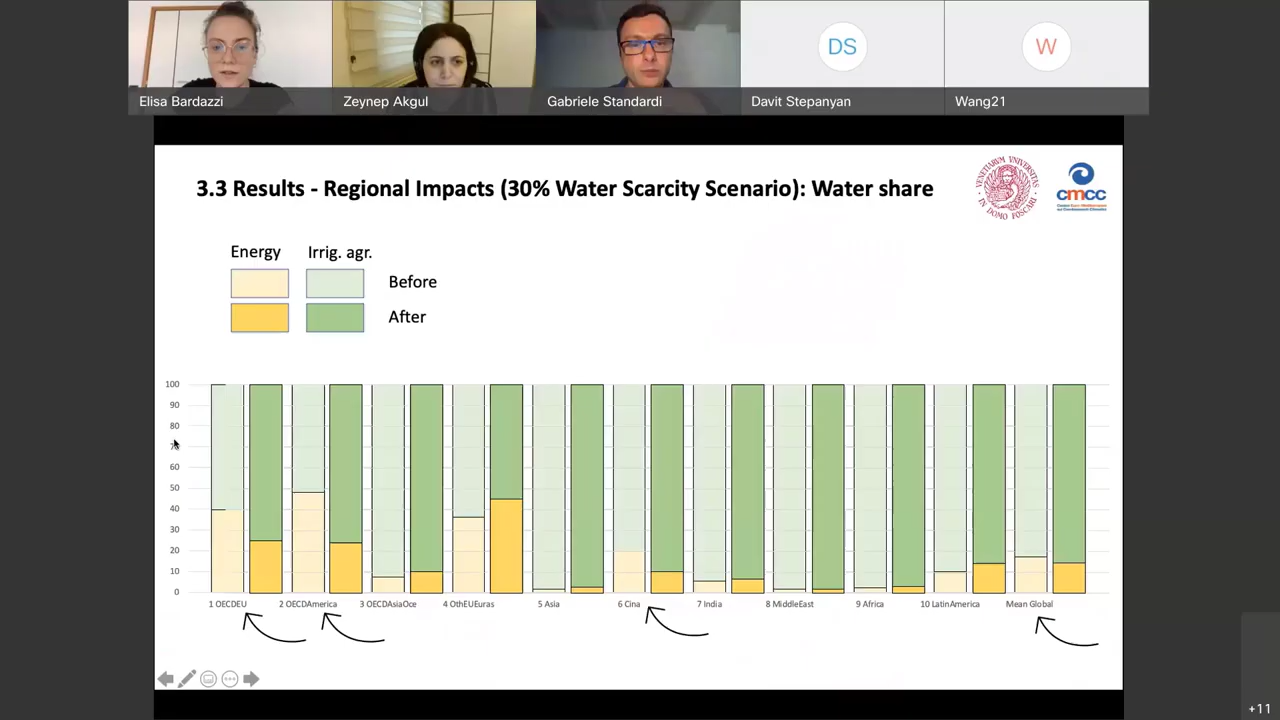 DS
W
Elisa Bardazzi
Zeynep Akgul
Gabriele Standardi
Davit Stepanyan
Wang21
3.3 Results - Regional Impacts (30% Water Scarcity Scenario): Water share
cmcc
Energy
Irrig. agr.
Before
After
100
90
80
60
50
40
30
20
10
0
1 OECDEU
2 OECDAmerica
3 OECDAsiaOce
4 OthEUEuras
5 Asia
6 Cina
7 India
8 MiddleEast
9 Africa
10 LatinAmerica
Mean Global
+11